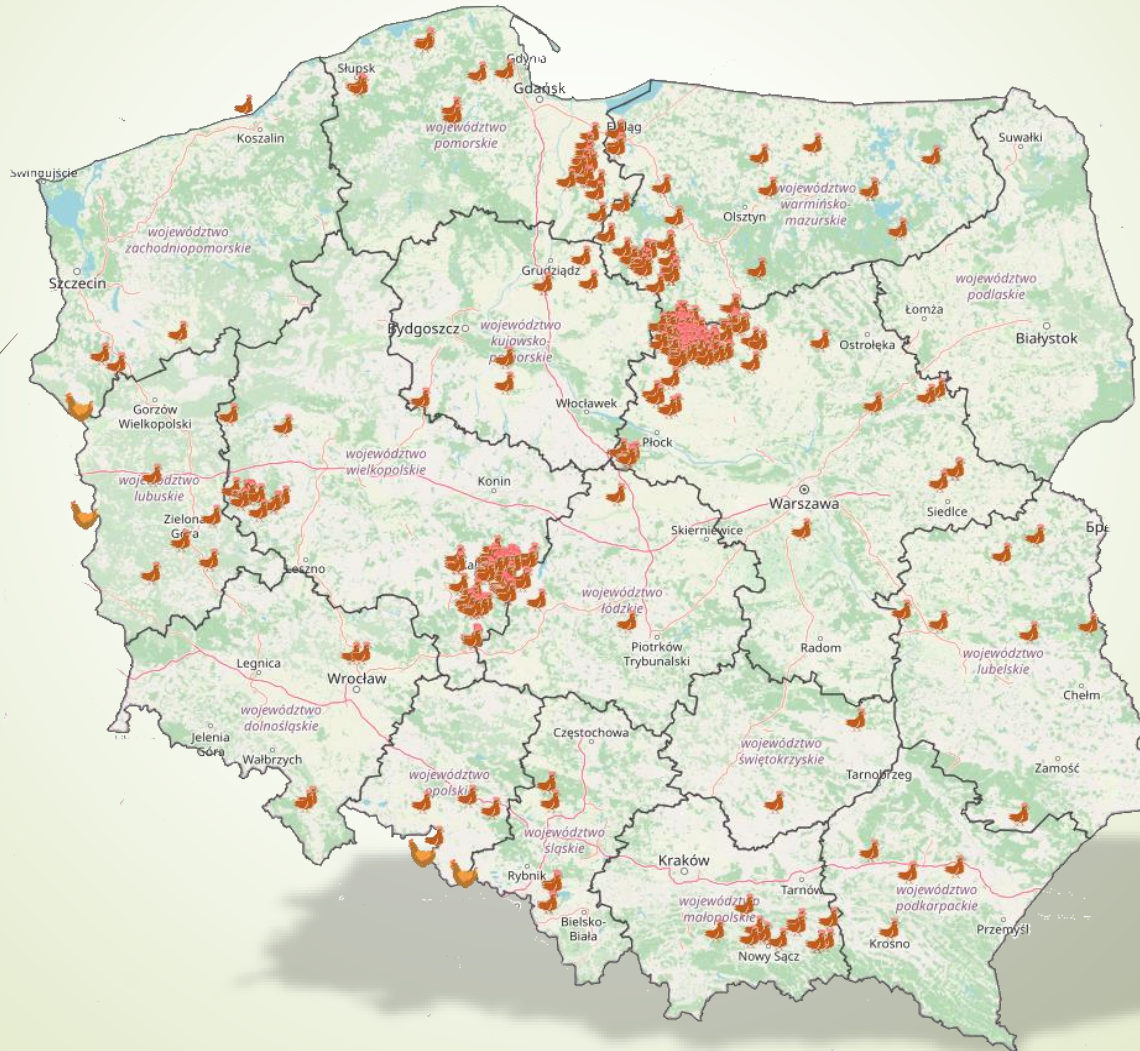 Gdynia
Słupsk
Gdańsk
Elbląg
Suwałki
województwo
pomorskie
Koszalin
Swinoujście
województwo
warmińsko-
mazurskie
Olsztyn
województwo
zachodniopomorskie
Szczecin
Grudziądz
województwo
podlaskie
Łomża
Białystok
Bydgoszcz
województwo
kujawsko-
pomorskie
Ostrołęka
Gorzów
Wielkopolski
Włocławek
Płock
województwo
wielkopolskie
województwo
lubuskie
Konin
Warszawa
Siedlce
Zielona
Góra
Skierniewice
Leszno
województwo
łódzkie
Piotrków
Trybunalski
Radom
województwo
lubelskie
Legnica
Wrocław
Chełm
województwo
dolnośląskie
Jelenia
Góra
Wałbrzych
Częstochowa
województwo
świętokrzyskie
województwo
opolskie
Tarnobrzeg
Zamość
województwo
śląskie
Kraków
Rybnik
Tarnów
województwo
małopolskie
województwo
podkarpackie
Bielsko-
Biała
Krosno
Przemyśl
Nowy Sącz